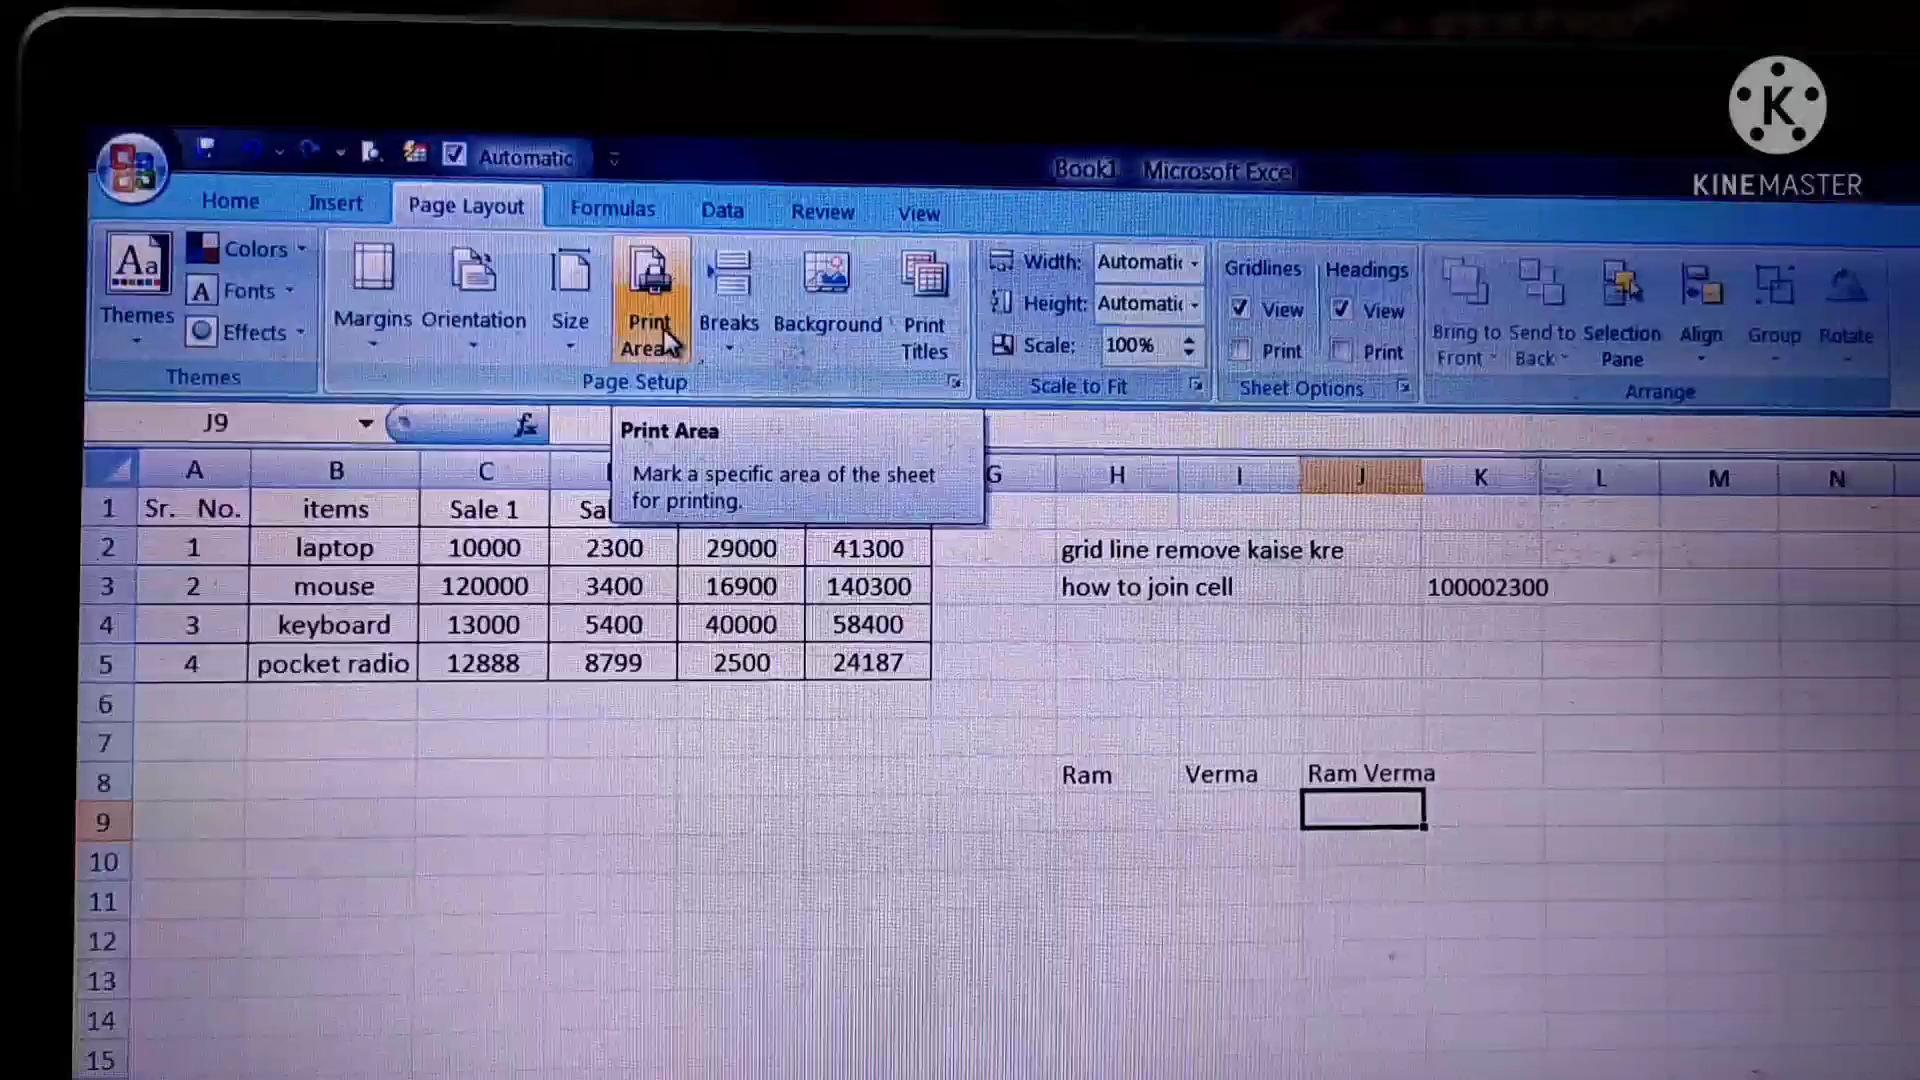 K
KINEMASTER
Automatic
Book1 Microsoft Excel
Home Insert Page Layout Formulas Data Review View
Aa Themes
Colors
A Fonts
Effects
Themes
Margins Orientation Size Print Area Breaks Background Print Titles
Page Setup
Width: Automatic
Height: Automatic
Scale: 100%
Scale to Fit
Gridlines Headings
View View
Print Print
Sheet Options
Bring to Front Send to Back Selection Pane Align Group Rotate
Arrange
J9 fx
Print Area
Mark a specific area of the sheet
for printing.
A B C G H I J K L M N
1 Sr. No. items Sale 1 Sa
2 1 laptop 10000 2300 29000 41300 grid line remove kaise kre
3 2 mouse 120000 3400 16900 140300 how to join cell 100002300
4 3 keyboard 13000 5400 40000 58400
5 4 pocket radio 12888 8799 2500 24187
6
7
8 Ram Verma Ram Verma
9
10
11
12
13
14
15